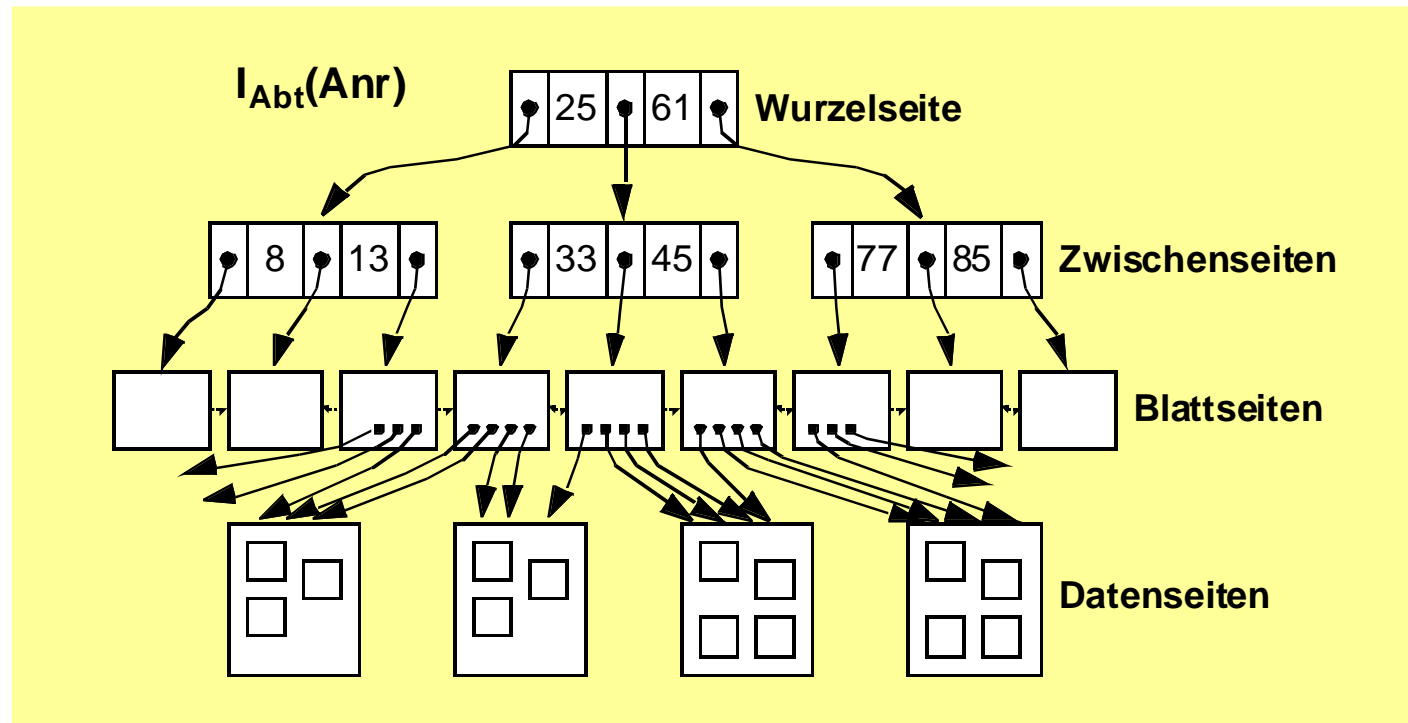 I_Abt(Anr)
25 61 Wurzelseite
8 13 33 45 77 85 Zwischenseiten
Blattseiten
Datenseiten